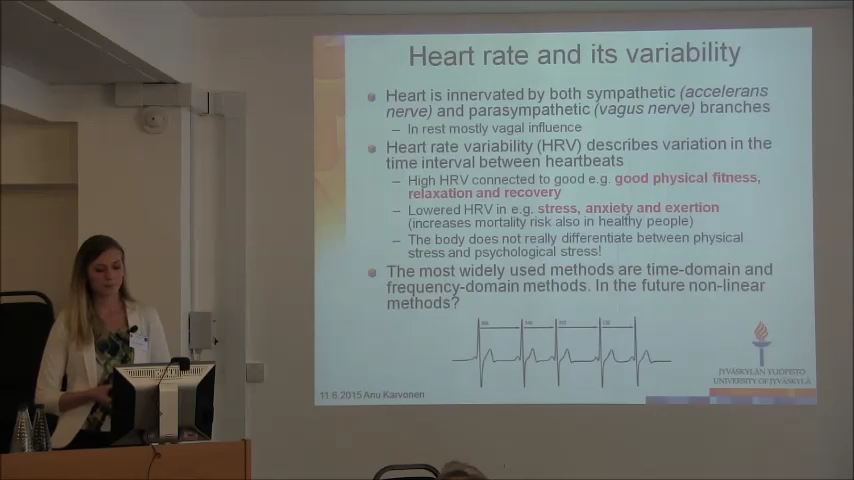 Heart rate and its variability
Heart is innervated by both sympathetic (accelerans
nerve) and parasympathetic (vagus nerve) branches
– In rest mostly vagal influence
Heart rate variability (HRV) describes variation in the
time interval between heartbeats
– High HRV connected to good e.g. good physical fitness,
relaxation and recovery
– Lowered HRV in e.g. stress, anxiety and exertion
(increases mortality risk also in healthy people)
– The body does not really differentiate between physical
stress and psychological stress!
The most widely used methods are time-domain and
frequency-domain methods. In the future non-linear
methods?
JYVÄSKYLÄN YLIOPISTO
UNIVERSITY OF JYVÄSKYLÄ
11.6.2015 Anu Karvonen